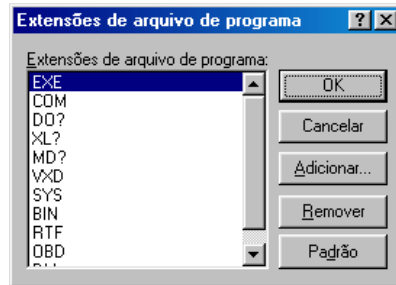 Extensões de arquivo de programa
Extensões de arquivo de programa:
EXE
COM
DO?
XL?
MD?
VXD
SYS
BIN
RTF
OBD
OK
Cancelar
Adicionar...
Remover
Padrão